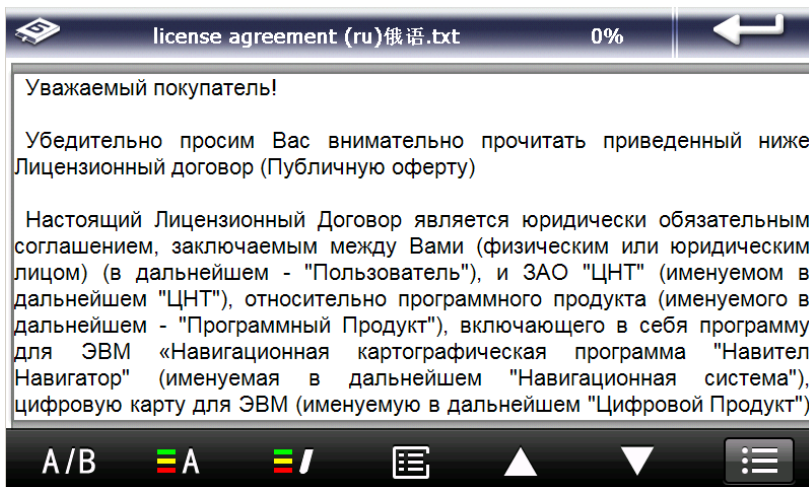 license agreement (ru)俄语.txt 0%
Уважаемый покупатель!
Убедительно просим Вас внимательно прочитать приведенный ниже
Лицензионный договор (Публичную оферту)
Настоящий Лицензионный Договор является юридически обязательным
соглашением, заключаемым между Вами (физическим или юридическим
лицом) (в дальнейшем - "Пользователь"), и ЗАО "ЦНТ" (именуемом в
дальнейшем "ЦНТ"), относительно программного продукта (именуемого в
дальнейшем - "Программный Продукт"), включающего в себя программу
для ЭВМ «Навигационная картографическая программа "Навител
Навигатор" (именуемая в дальнейшем "Навигационная система"),
цифровую карту для ЭВМ (именуемую в дальнейшем "Цифровой Продукт")
A/B A